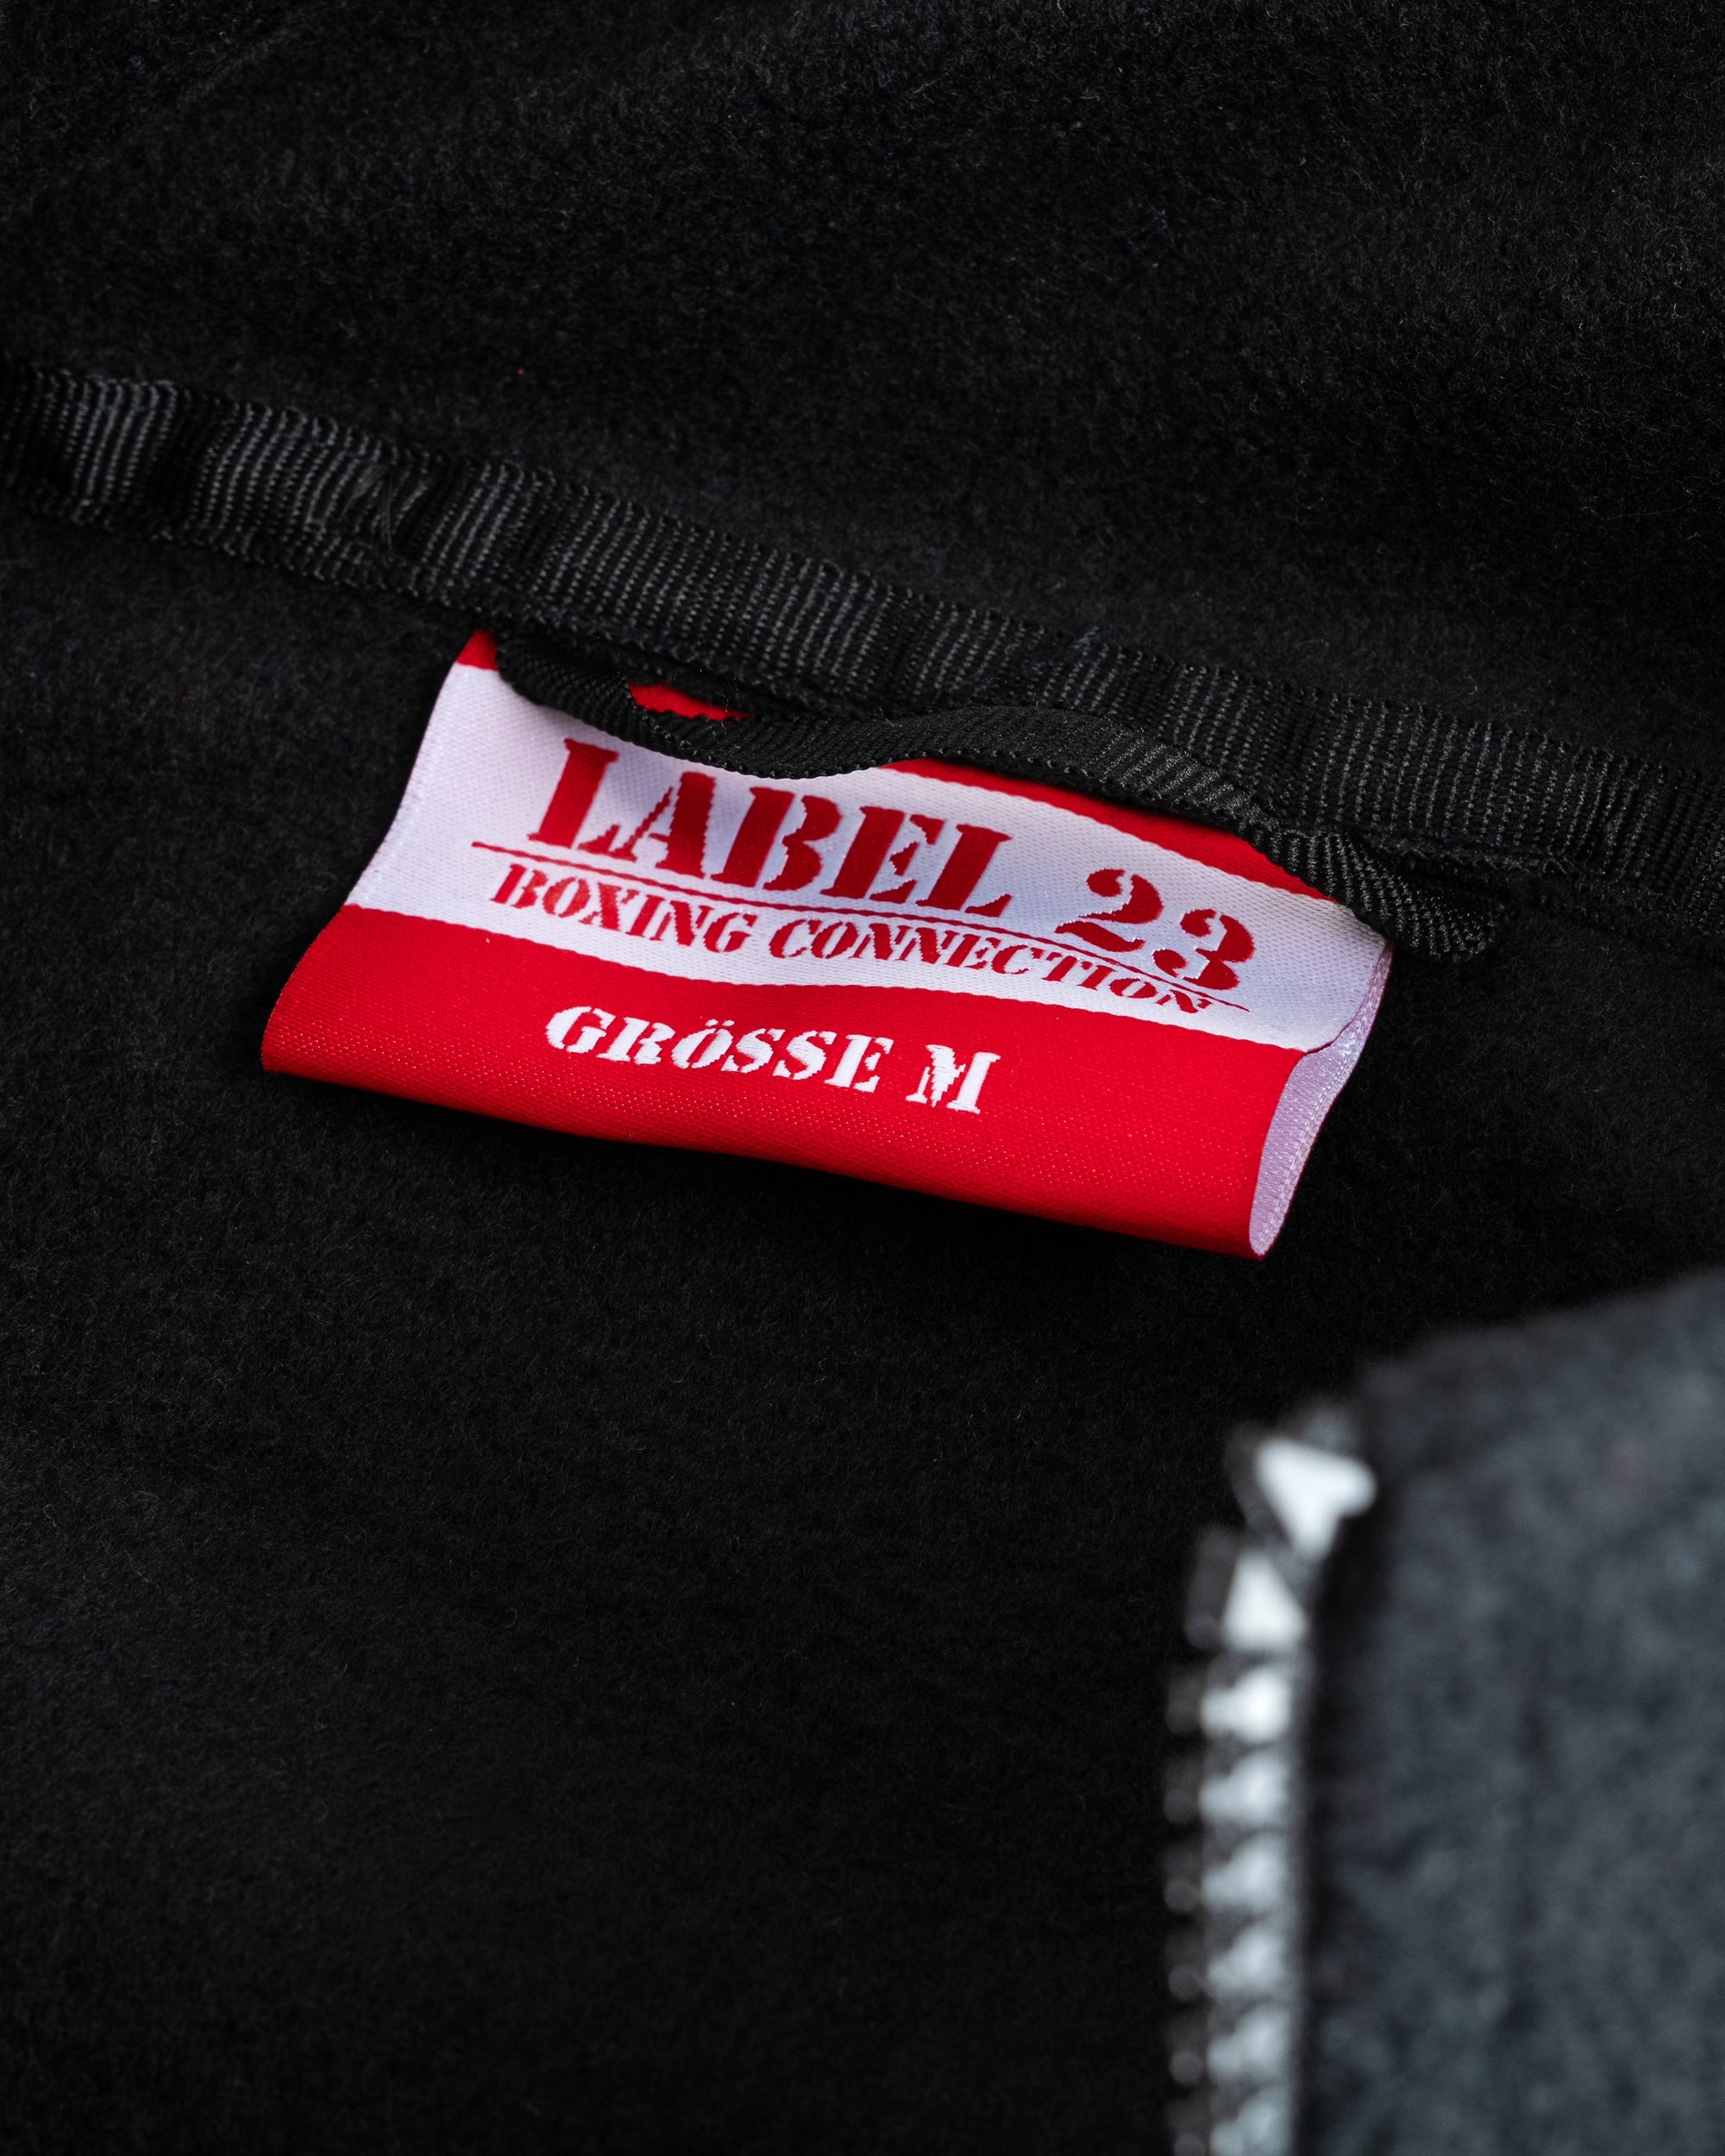 LABEL 23
BOXING CONNECTION
GRÖSSE M